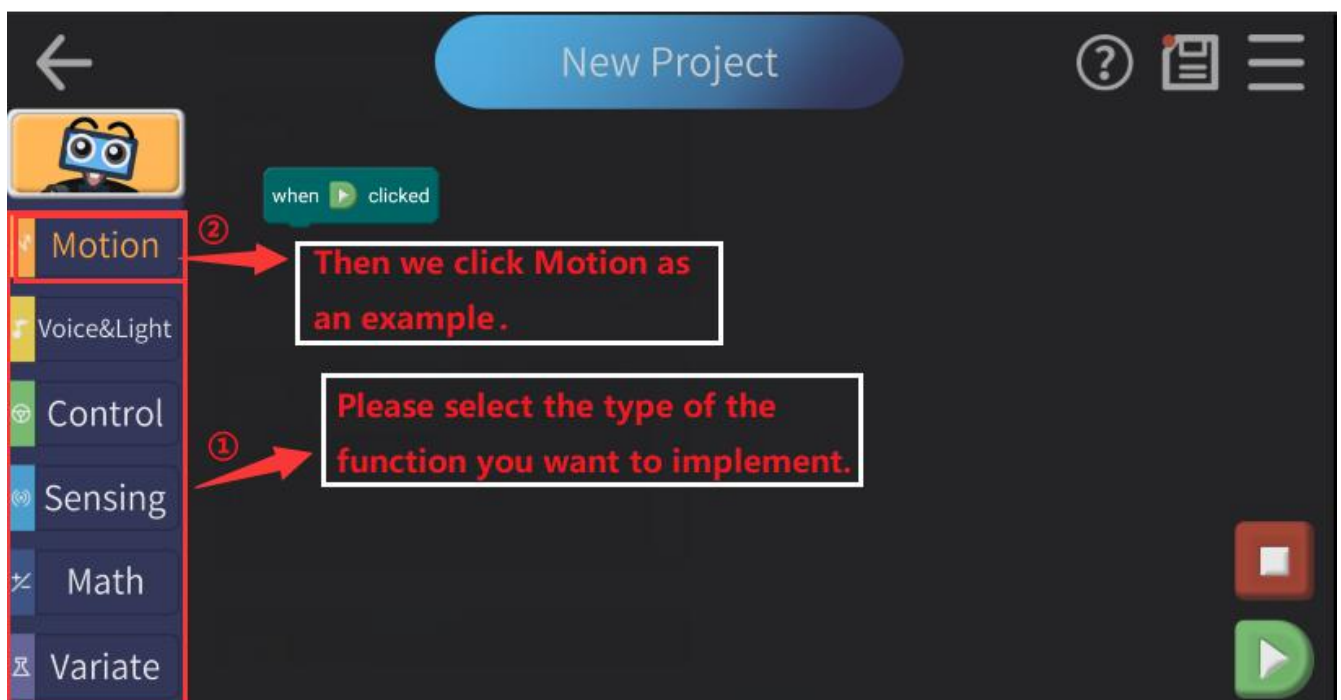 New Project
when clicked
Motion
②
Then we click Motion as
an example.
Voice&Light
Control
Please select the type of the
①
function you want to implement.
Sensing
Math
Variate